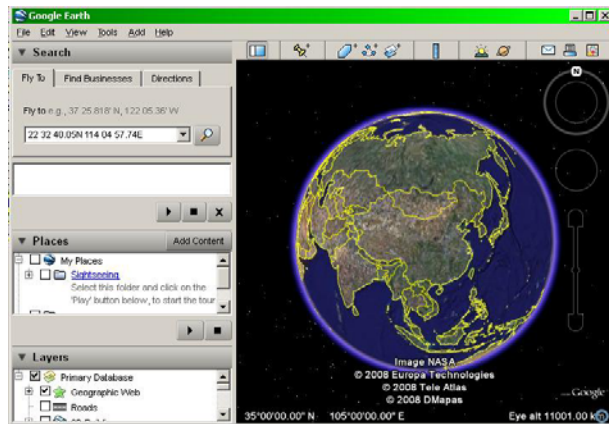 Google Earth
File Edit View Tools Add Help
Search
Fly To Find Businesses Directions
Fly to e.g., 37 25.818' N, 122 05.36' W
22 32 40.05N 114 04 57.74E
Places Add Content
My Places
Sightseeing
Select this folder and click on the
'Play' button below, to start the tour
Layers
Primary Database
Geographic Web
Roads
N
Image NASA
© 2008 Europa Technologies
© 2008 Tele Atlas
© 2008 DMapas
Google
35°00'00.00" N 105°00'00.00" E Eye alt 11001.00 km